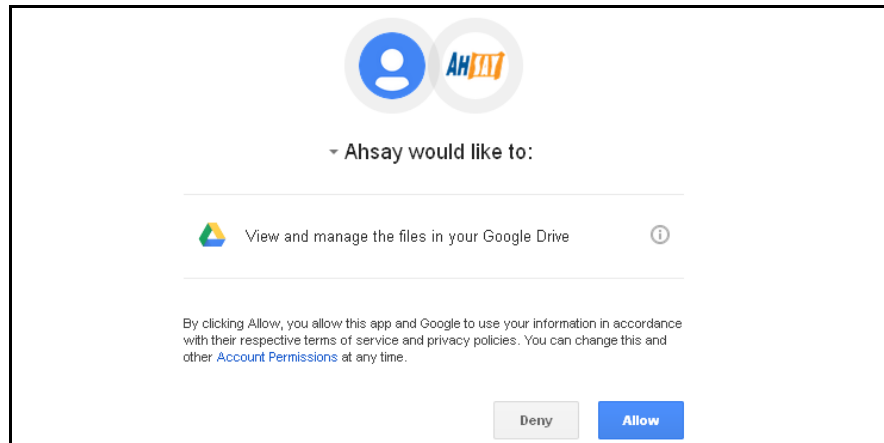 AHSAY
Ahsay would like to:
View and manage the files in your Google Drive
By clicking Allow, you allow this app and Google to use your information in accordance
with their respective terms of service and privacy policies. You can change this and
other Account Permissions at any time.
Deny Allow